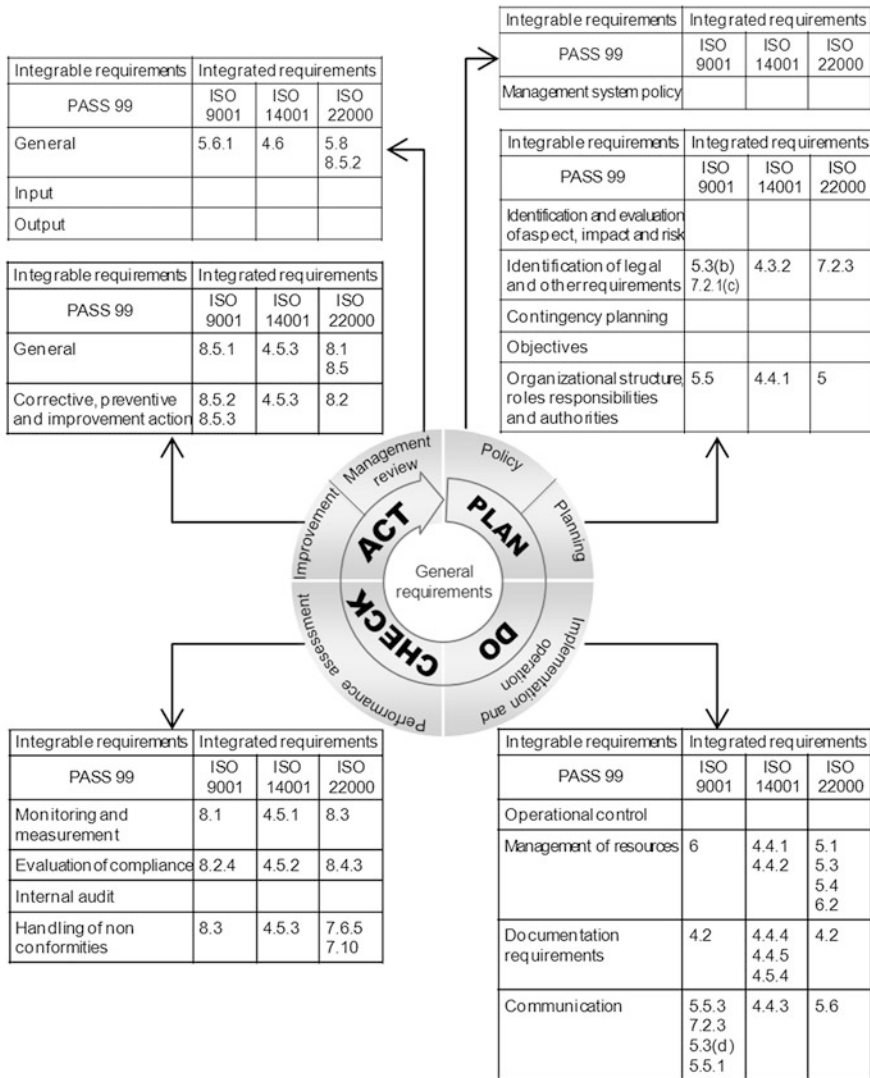 Integrable requirements Integrated requirements
PASS 99 ISO 9001 ISO 14001 ISO 22000
General 5.6.1 4.6 5.8
8.5.2
Input
Output
Integrable requirements Integrated requirements
PASS 99 ISO 9001 ISO 14001 ISO 22000
General 8.5.1 4.5.3 8.1
8.5
Corrective, preventive 8.5.2 4.5.3 8.2
and improvement action 8.5.3
Integrable requirements Integrated requirements
PASS 99 ISO 9001 ISO 14001 ISO 22000
Management system policy
Integrable requirements Integrated requirements
PASS 99 ISO 9001 ISO 14001 ISO 22000
Identification and evaluation
of aspect, impact and risk
Identification of legal 5.3(b) 4.3.2 7.2.3
and other requirements 7.2.1(c)
Contingency planning
Objectives
Organizational structure, 5.5 4.4.1 5
roles responsibilities
and authorities
Management
review
Policy
Improvement
ACT
PLAN
Planning
General
requirements
CHECK
DO
Performance assessment
Implementation and
operation
Integrable requirements Integrated requirements
PASS 99 ISO 9001 ISO 14001 ISO 22000
Monitoring and 8.1 4.5.1 8.3
measurement
Evaluation of compliance 8.2.4 4.5.2 8.4.3
Internal audit
Handling of non 8.3 4.5.3 7.6.5
conformities 7.10
Integrable requirements Integrated requirements
PASS 99 ISO 9001 ISO 14001 ISO 22000
Operational control
Management of resources 6 4.4.1 5.1
4.4.2 5.3
5.4
6.2
Documentation 4.2 4.4.4 4.2
requirements 4.4.5
4.5.4
Communication 5.5.3 4.4.3 5.6
7.2.3
5.3(d)
5.5.1